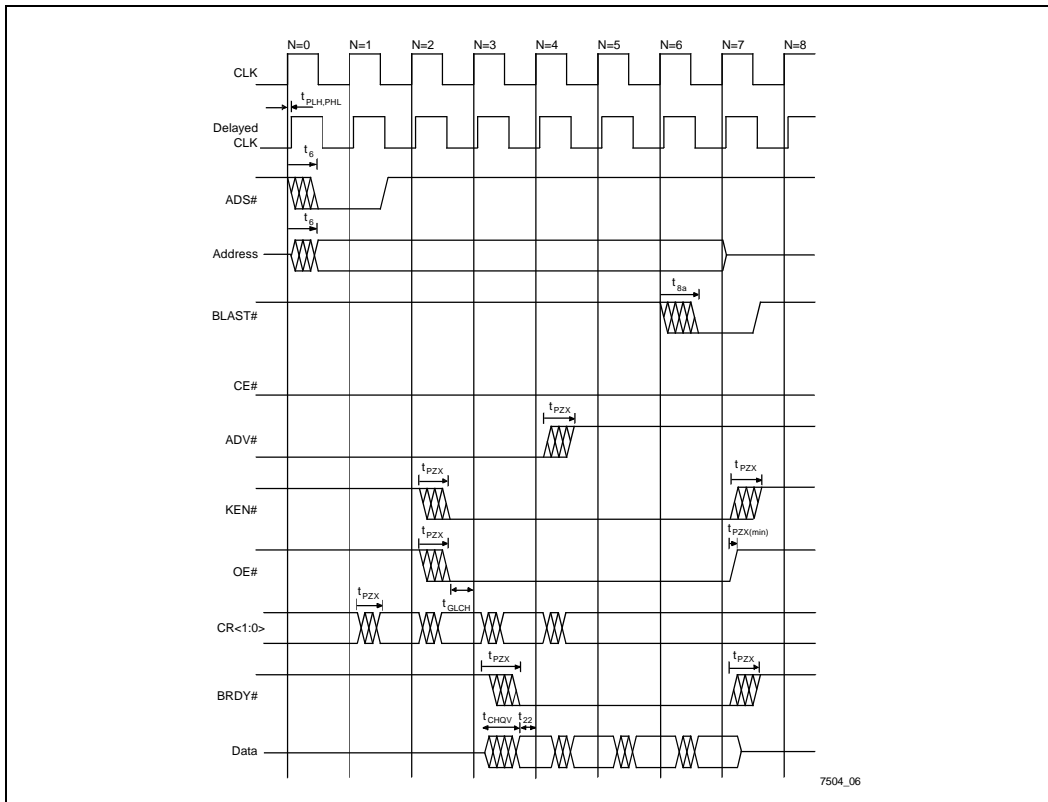 N=0 N=1 N=2 N=3 N=4 N=5 N=6 N=7 N=8
CLK
tPLH,PHL
Delayed
CLK
t6
ADS#
t6
Address
t8a
BLAST#
CE#
tPZX
ADV#
tPZX tPZX
KEN#
tPZX tPZX(min)
OE#
tPZX tGLCH
CR<1:0>
tPZX tPZX
BRDY#
tCHQV t22
Data
7504_06